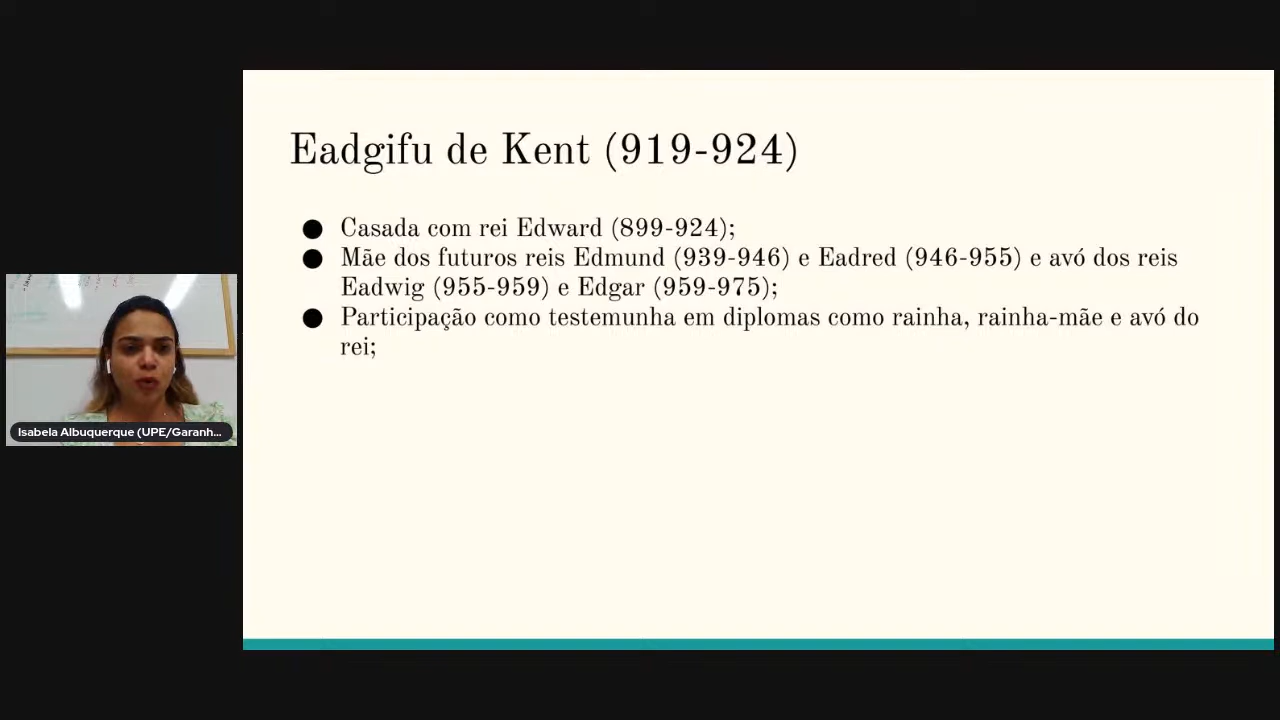 Eadgifu de Kent (919-924)
● Casada com rei Edward (899-924);
● Mãe dos futuros reis Edmund (939-946) e Eadred (946-955) e avó dos reis
Eadwig (955-959) e Edgar (959-975);
● Participação como testemunha em diplomas como rainha, rainha-mãe e avó do
rei;
Isabela Albuquerque (UPE/Garanh...